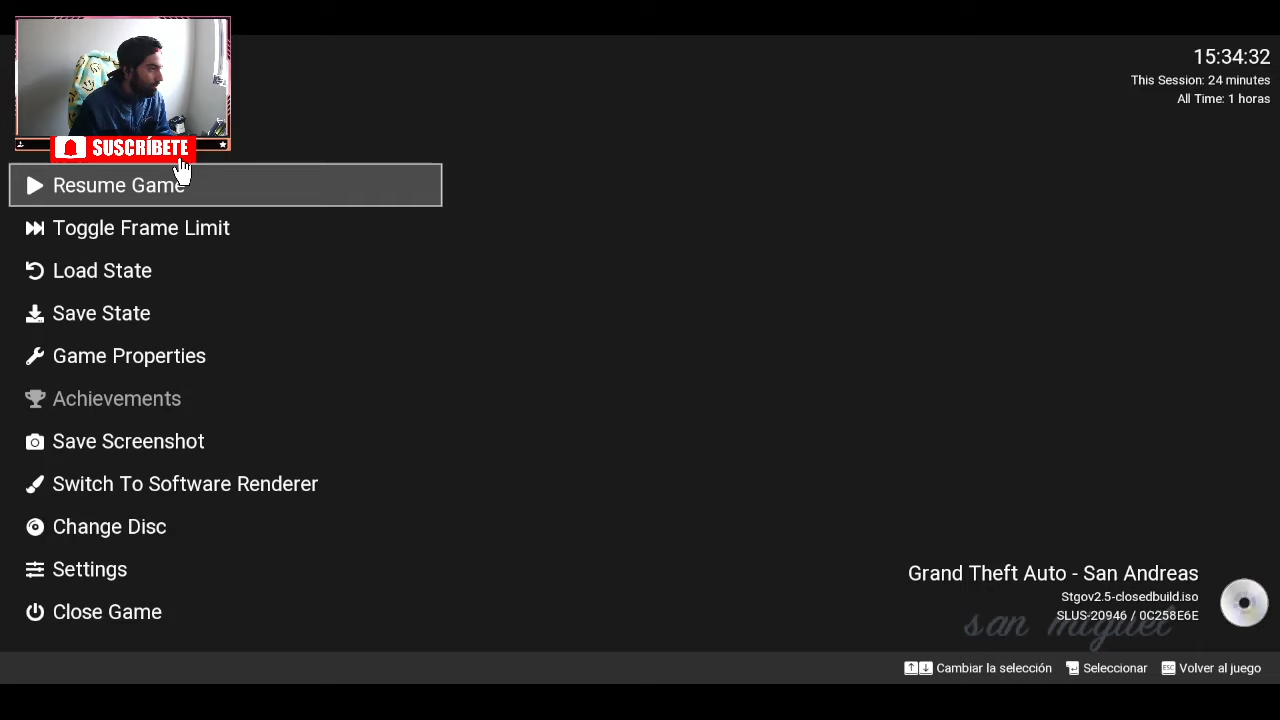 15:34:32
This Session: 24 minutes
All Time: 1 horas
SUSCRÍBETE
Resume Game
Toggle Frame Limit
Load State
Save State
Game Properties
Achievements
Save Screenshot
Switch To Software Renderer
Change Disc
Settings
Close Game
Grand Theft Auto - San Andreas
Stgov2.5-closedbuild.iso
SLUS-20946 / 0C258E6E
san miguel
Cambiar la selección
Seleccionar
ESC Volver al juego